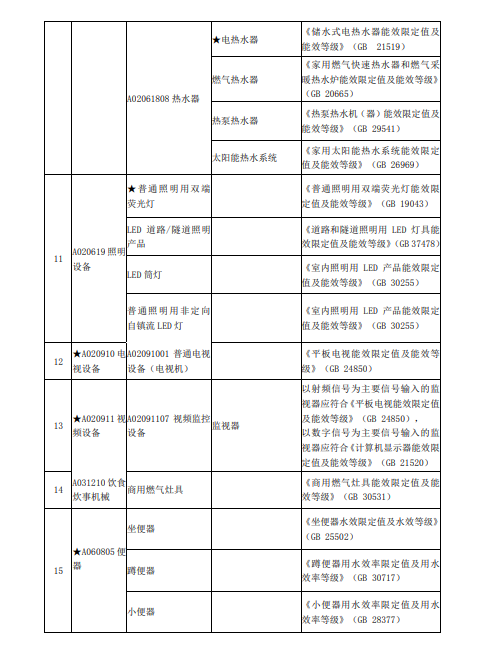 A02061808 热水器
★电热水器
《储水式电热水器能效限定值及
能效等级》（GB 21519）
燃气热水器
《家用燃气快速热水器和燃气采
暖热水炉能效限定值及能效等级》
（GB 20665）
热泵热水器
《热泵热水机（器）能效限定值及
能效等级》（GB 29541）
太阳能热水系统
《家用太阳能热水系统能效限定
值及能效等级》（GB 26969）
11
A020619 照明
设备
★普通照明用双端
荧光灯
《普通照明用双端荧光灯能效限
定值及能效等级》（GB 19043）
LED 道路/隧道照明
产品
《道路和隧道照明用 LED 灯具能
效限定值及能效等级》（GB 37478）
LED 筒灯
《室内照明用 LED 产品能效限定
值及能效等级》（GB 30255）
普通照明用非定向
自镇流 LED 灯
《室内照明用 LED 产品能效限定
值及能效等级》（GB 30255）
12
★A020910 电
视设备
A02091001 普通电视
设备（电视机）
《平板电视能效限定值及能效等
级》（GB 24850）
13
★A020911 视
频设备
A02091107 视频监控
设备
监视器
以射频信号为主要信号输入的监
视器应符合《平板电视能效限定值
及能效等级》（GB 24850），
以数字信号为主要信号输入的监
视器应符合《计算机显示器能效限
定值及能效等级》（GB 21520）
14
A031210 饮食
炊事机械
商用燃气灶具
《商用燃气灶具能效限定值及能
效等级》（GB 30531）
15
★A060805 便
器
坐便器
《坐便器水效限定值及水效等级》
（GB 25502）
蹲便器
《蹲便器用水效率限定值及用水
效率等级》（GB 30717）
小便器
《小便器用水效率限定值及用水
效率等级》（GB 28377）